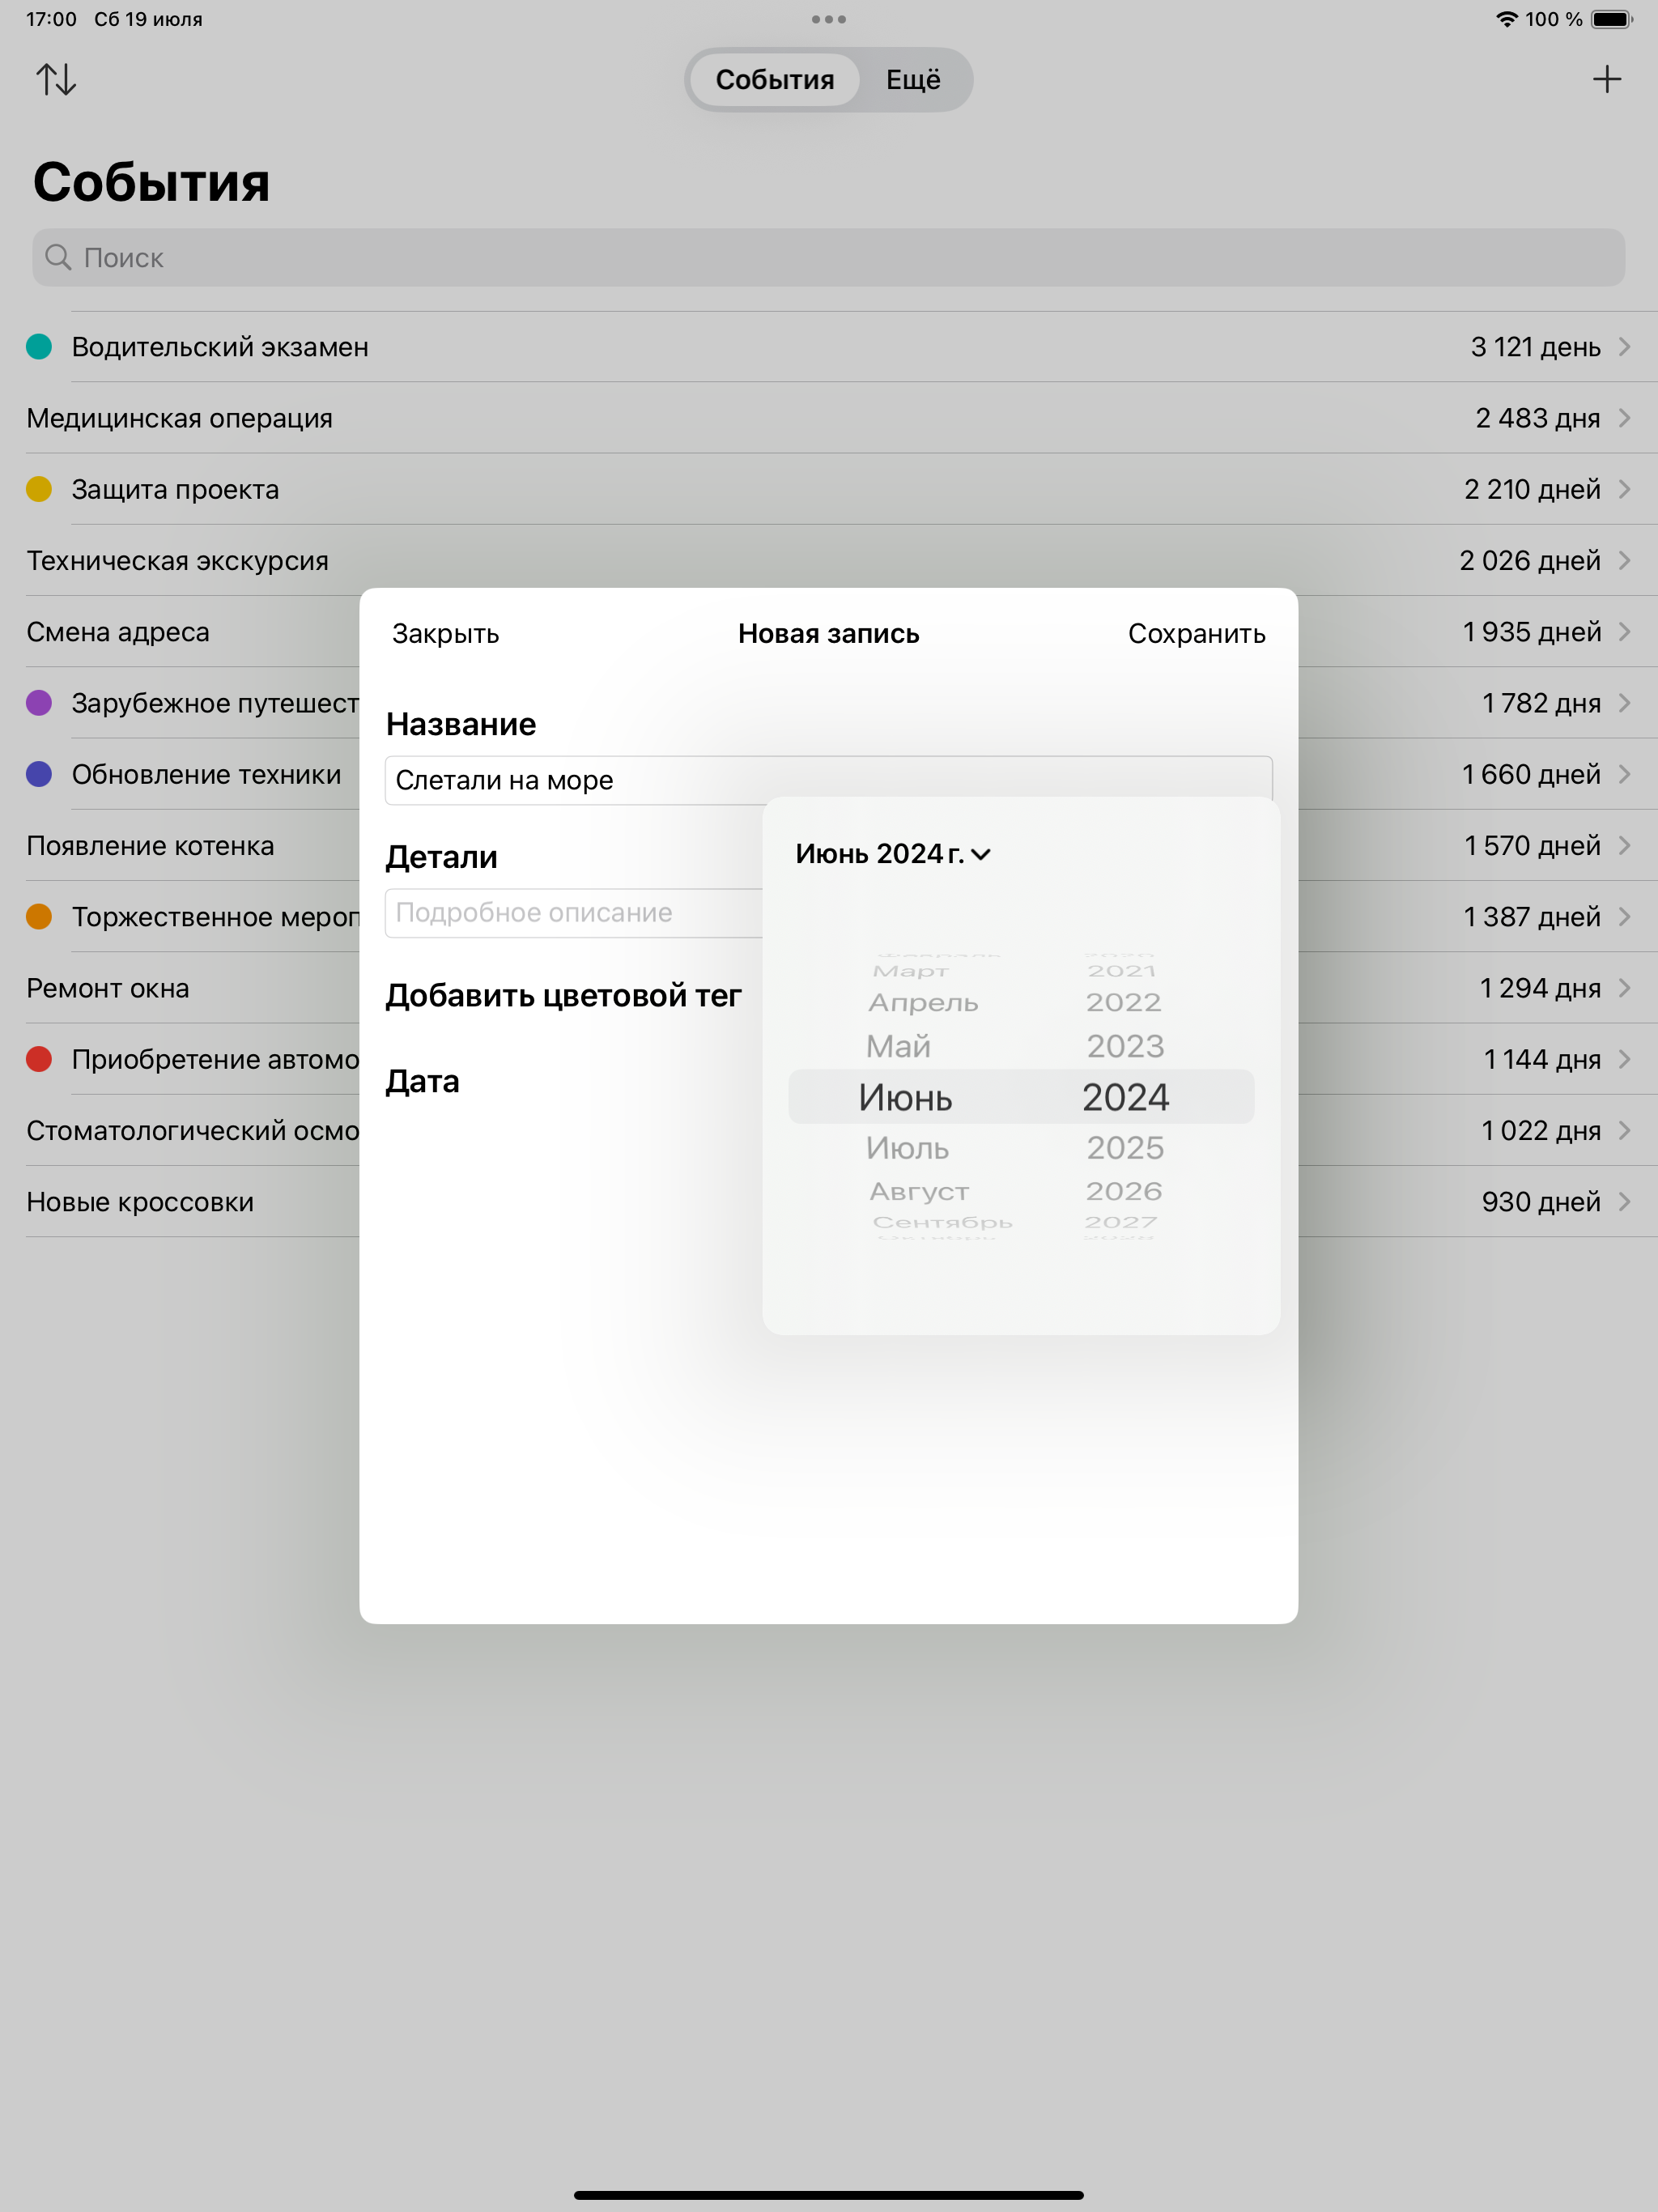 17:00 Сб 19 июля
100 %
События Ещё
События
Поиск
Водительский экзамен 3 121 день
Медицинская операция 2 483 дня
Защита проекта 2 210 дней
Техническая экскурсия 2 026 дней
Смена адреса 1 935 дней
Зарубежное путешест 1 782 дня
Обновление техники 1 660 дней
Появление котенка 1 570 дней
Торжественное мероп 1 387 дней
Ремонт окна 1 294 дня
Приобретение автомо 1 144 дня
Стоматологический осмо 1 022 дня
Новые кроссовки 930 дней
Закрыть Новая запись Сохранить
Название
Слетали на море
Детали
Подробное описание
Добавить цветовой тег
Дата
Июнь 2024 г.
Февраль 2020
Март 2021
Апрель 2022
Май 2023
Июнь 2024
Июль 2025
Август 2026
Сентябрь 2027
Октябрь 2028